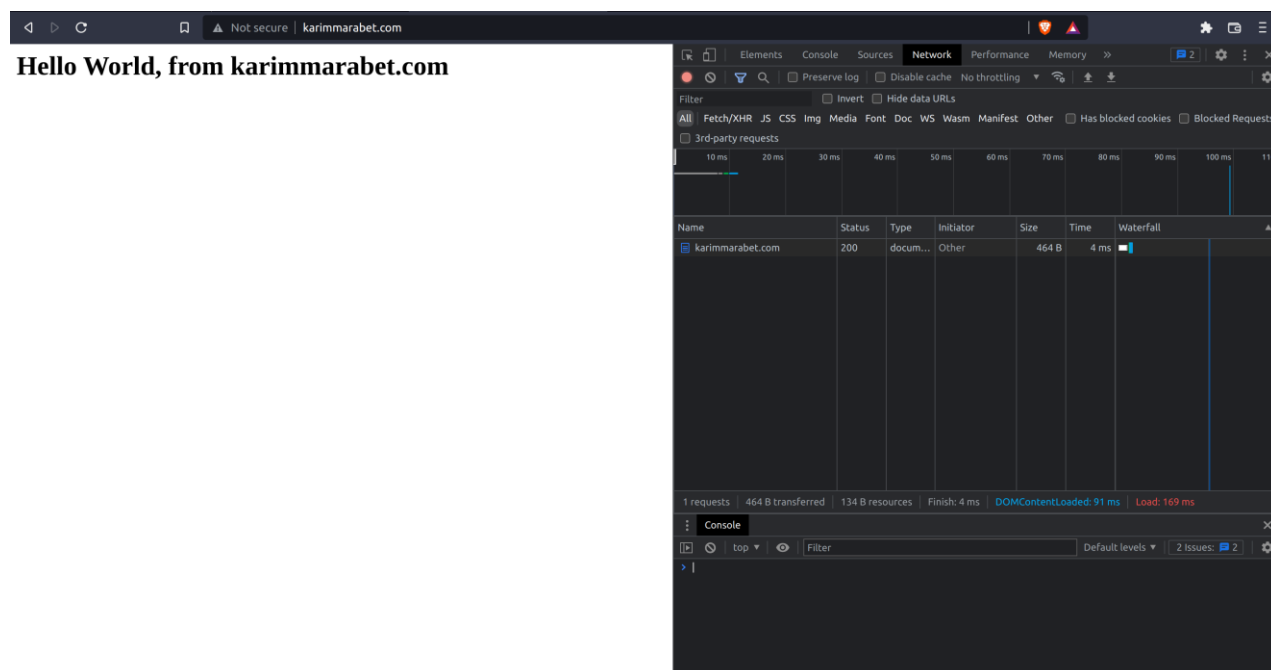 Not secure karimmarabet.com
Hello World, from karimmarabet.com
Elements Console Sources Network Performance Memory » 2
Preserve log Disable cache No throttling
Filter Invert Hide data URLs
All Fetch/XHR JS CSS Img Media Font Doc WS Wasm Manifest Other Has blocked cookies Blocked Requests
3rd-party requests
10 ms 20 ms 30 ms 40 ms 50 ms 60 ms 70 ms 80 ms 90 ms 100 ms 11
Name Status Type Initiator Size Time Waterfall
karimmarabet.com 200 docum... Other 464 B 4 ms
1 requests 464 B transferred 134 B resources Finish: 4 ms DOMContentLoaded: 91 ms Load: 169 ms
Console
top Filter Default levels 2 Issues: 2
>